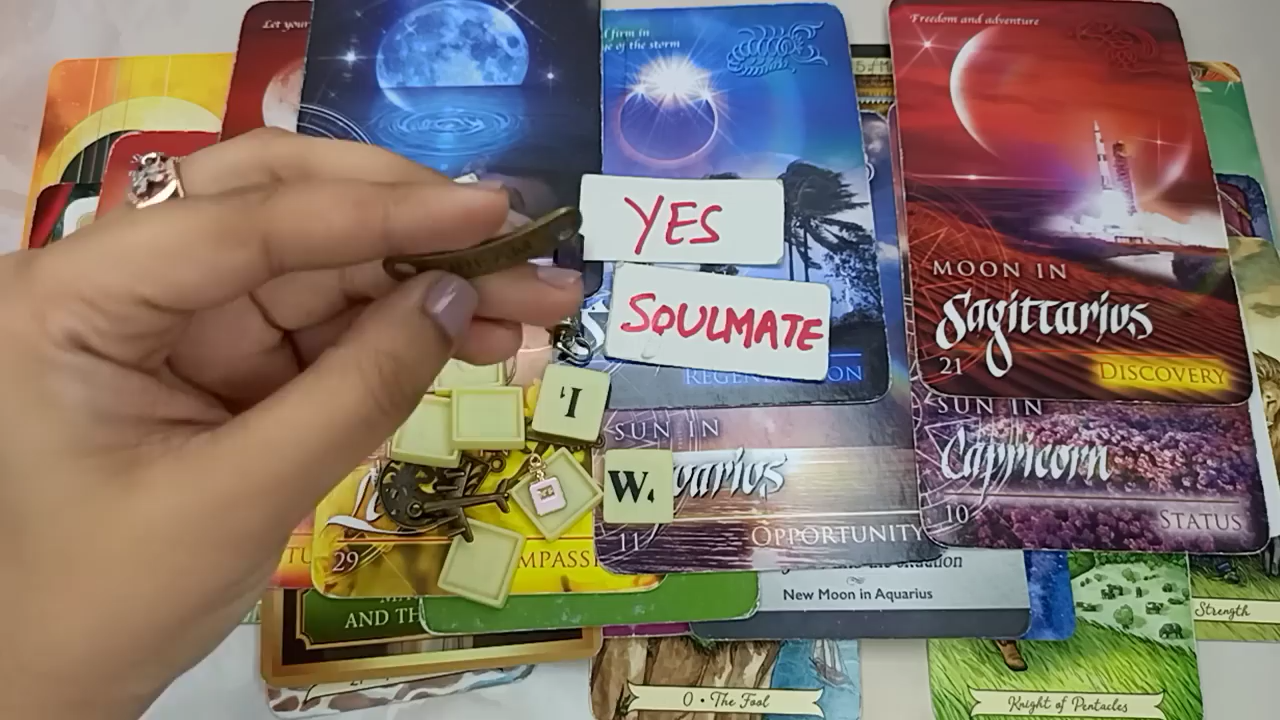 Let your
Freedom and adventure
firm in
of the storm
YES
SOULMATE
MOON IN
Sagittarius
21
DISCOVERY
REGENERATION
I
SUN IN
SUN IN
Capricorn
10
STATUS
W4
OPPORTUNITY
11
29
New Moon in Aquarius
AND TH
Strength
0 • The Fool
Knight of Pentacles